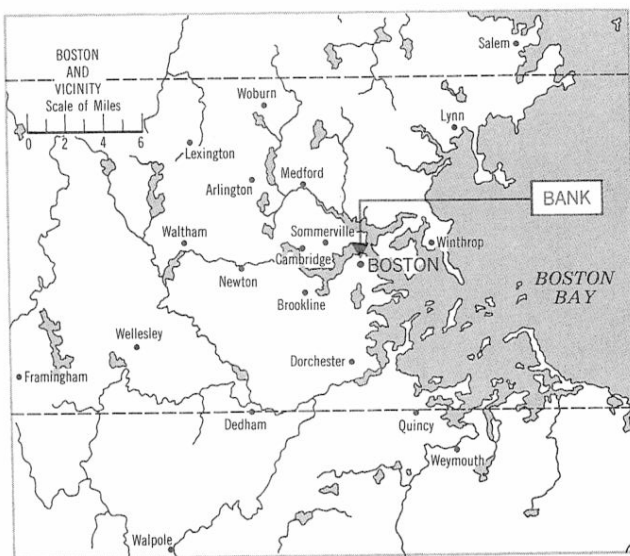 BOSTON
AND
VICINITY
Scale of Miles
0 2 4 6
Salem
Woburn
Lynn
Lexington
Medford
Arlington
BANK
Waltham
Sommerville
Winthrop
Cambridge
Newton
BOSTON
BOSTON
BAY
Brookline
Wellesley
Dorchester
Framingham
Dedham
Quincy
Weymouth
Walpole